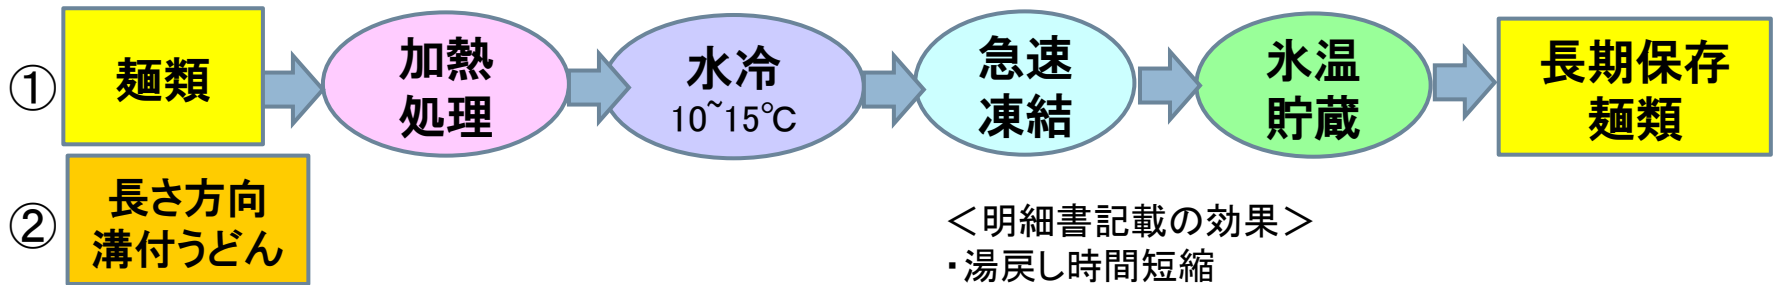 ①
麺類
加熱
処理
水冷
10~15℃
急速
凍結
氷温
貯蔵
長期保存
麺類
②
長さ方向
溝付うどん
＜明細書記載の効果＞
・湯戻し時間短縮